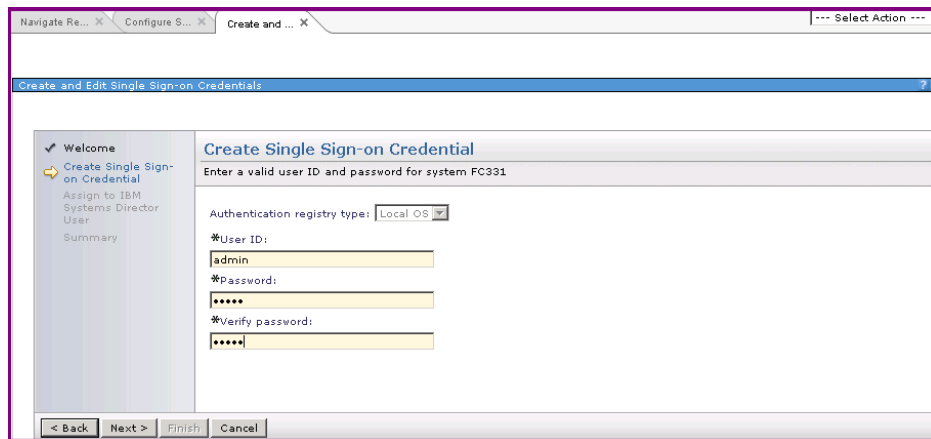 Navigate Re... X Configure S... X Create and ... X --- Select Action ---
Create and Edit Single Sign-on Credentials ?
Welcome
Create Single Sign-
on Credential
Assign to IBM
Systems Director
User
Summary
Create Single Sign-on Credential
Enter a valid user ID and password for system FC331
Authentication registry type: Local OS
*User ID:
admin
*Password:
•••••
*Verify password:
•••••
< Back Next > Finish Cancel